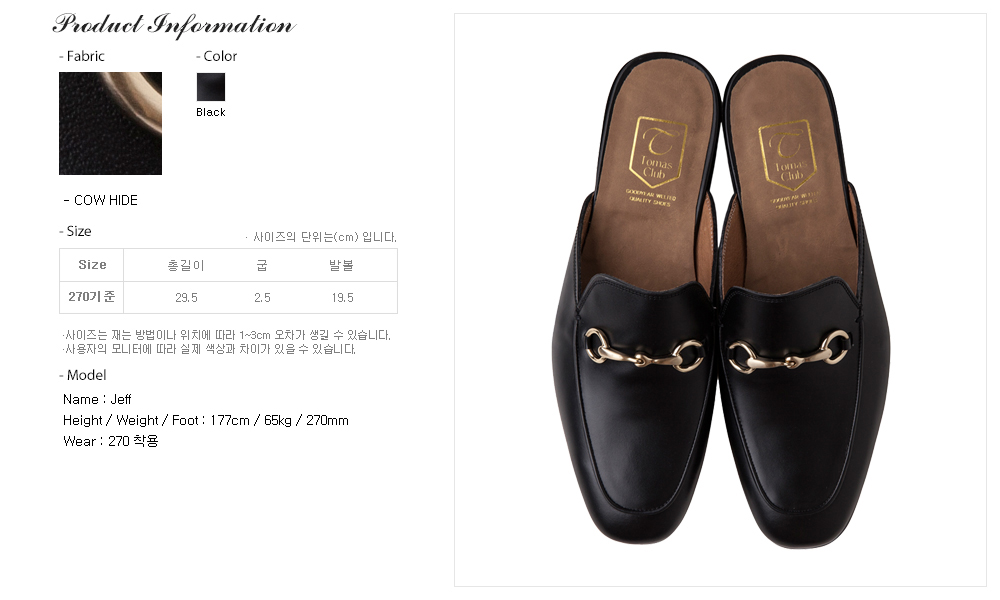 Product Information
- Fabric
- Color
Black
- COW HIDE
- Size
· 사이즈의 단위는(cm) 입니다.
Size 총길이 굽 발볼
270기준 29.5 2.5 19.5
·사이즈는 재는 방법이나 위치에 따라 1~3cm 오차가 생길 수 있습니다.
·사용자의 모니터에 따라 실제 색상과 차이가 있을 수 있습니다.
- Model
Name : Jeff
Height / Weight / Foot : 177cm / 65kg / 270mm
Wear : 270 착용
Tomas
Club
GOODYEAR WELTED
QUALITY SHOES
Tomas
Club
GOODYEAR WELTED
QUALITY SHOES